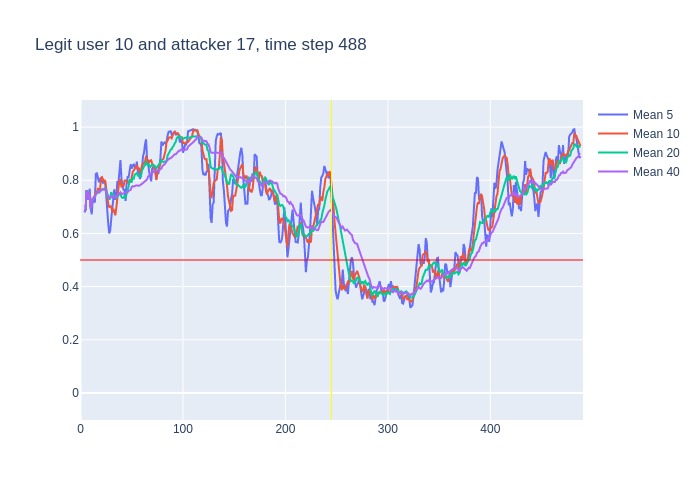 Legit user 10 and attacker 17, time step 488
Mean 5
Mean 10
Mean 20
Mean 40
1
0.8
0.6
0.4
0.2
0
0 100 200 300 400